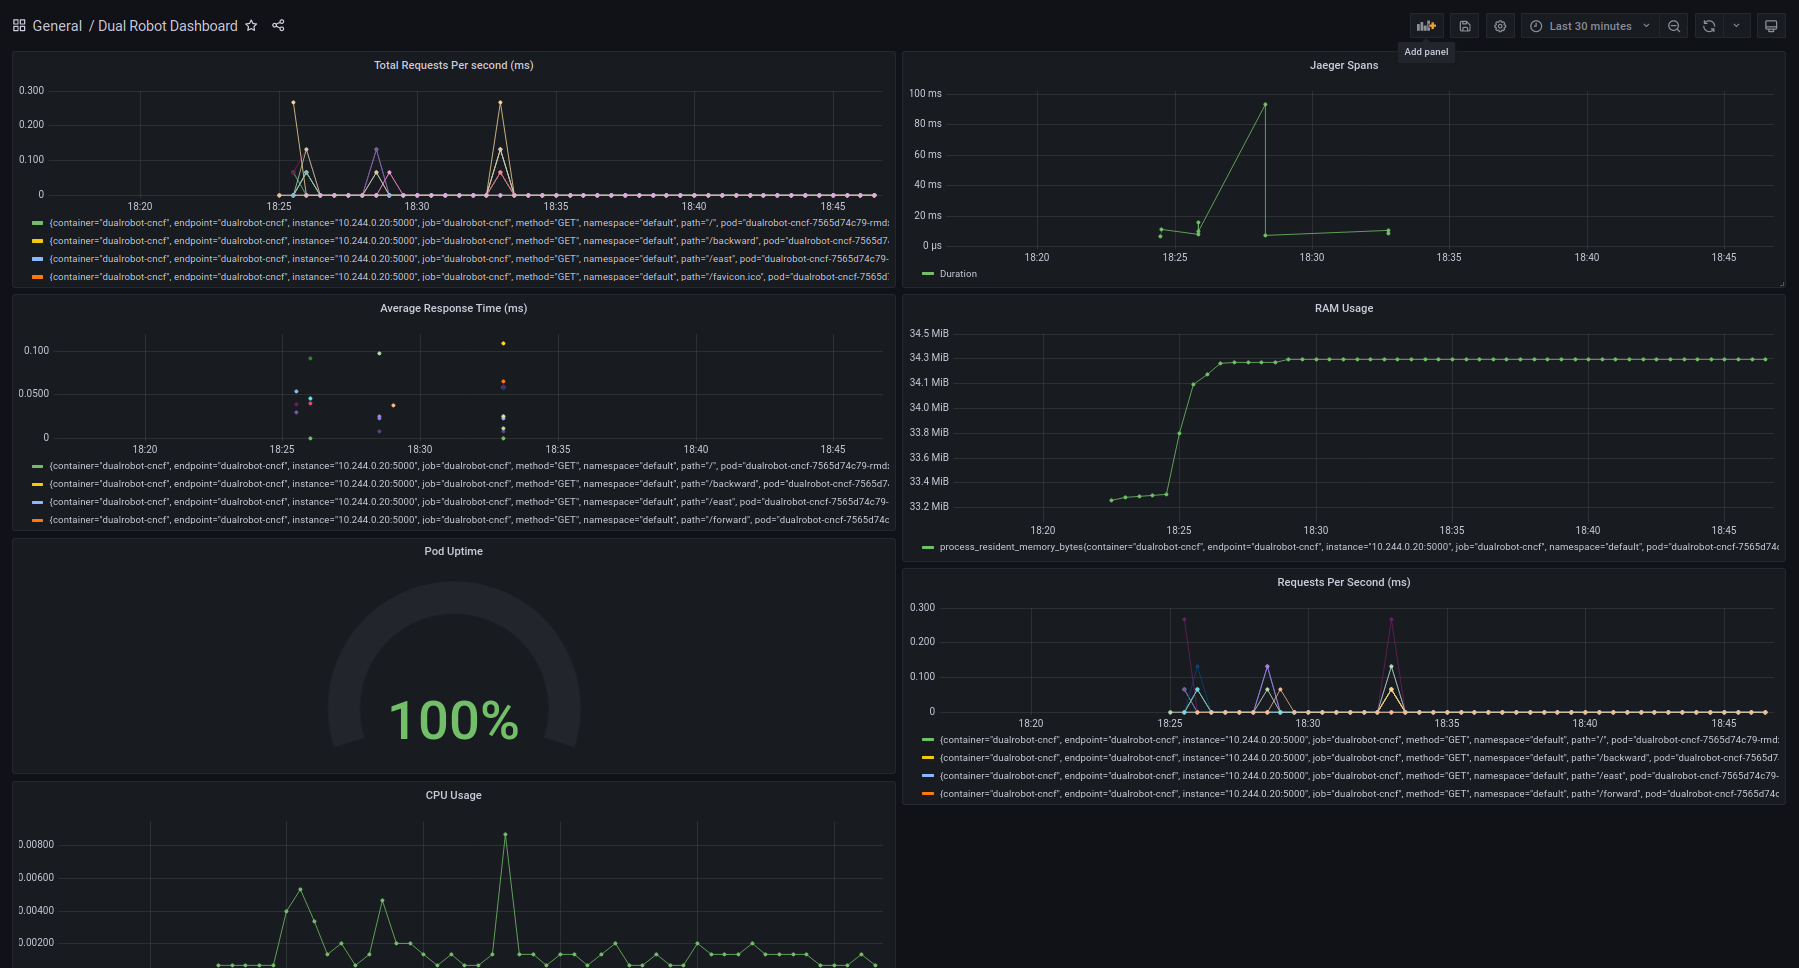 General / Dual Robot Dashboard
Last 30 minutes
Add panel
Total Requests Per second (ms)
0.300
0.200
0.100
0
18:20 18:25 18:30 18:35 18:40 18:45
{container="dualrobot-cncf", endpoint="dualrobot-cncf", instance="10.244.0.20:5000", job="dualrobot-cncf", method="GET", namespace="default", path="/", pod="dualrobot-cncf-7565d74c79-rmd
{container="dualrobot-cncf", endpoint="dualrobot-cncf", instance="10.244.0.20:5000", job="dualrobot-cncf", method="GET", namespace="default", path="/backward", pod="dualrobot-cncf-7565d7
{container="dualrobot-cncf", endpoint="dualrobot-cncf", instance="10.244.0.20:5000", job="dualrobot-cncf", method="GET", namespace="default", path="/east", pod="dualrobot-cncf-7565d74c79-
{container="dualrobot-cncf", endpoint="dualrobot-cncf", instance="10.244.0.20:5000", job="dualrobot-cncf", method="GET", namespace="default", path="/favicon.ico", pod="dualrobot-cncf-7565d
Jaeger Spans
100 ms
80 ms
60 ms
40 ms
20 ms
0 µs
18:20 18:25 18:30 18:35 18:40 18:45
Duration
Average Response Time (ms)
0.100
0.0500
0
18:20 18:25 18:30 18:35 18:40 18:45
{container="dualrobot-cncf", endpoint="dualrobot-cncf", instance="10.244.0.20:5000", job="dualrobot-cncf", method="GET", namespace="default", path="/", pod="dualrobot-cncf-7565d74c79-rmd
{container="dualrobot-cncf", endpoint="dualrobot-cncf", instance="10.244.0.20:5000", job="dualrobot-cncf", method="GET", namespace="default", path="/backward", pod="dualrobot-cncf-7565d7
{container="dualrobot-cncf", endpoint="dualrobot-cncf", instance="10.244.0.20:5000", job="dualrobot-cncf", method="GET", namespace="default", path="/east", pod="dualrobot-cncf-7565d74c79-
{container="dualrobot-cncf", endpoint="dualrobot-cncf", instance="10.244.0.20:5000", job="dualrobot-cncf", method="GET", namespace="default", path="/forward", pod="dualrobot-cncf-7565d74c
RAM Usage
34.5 MiB
34.3 MiB
34.1 MiB
34.0 MiB
33.8 MiB
33.6 MiB
33.4 MiB
33.2 MiB
18:20 18:25 18:30 18:35 18:40 18:45
process_resident_memory_bytes{container="dualrobot-cncf", endpoint="dualrobot-cncf", instance="10.244.0.20:5000", job="dualrobot-cncf", namespace="default", pod="dualrobot-cncf-7565d74c
Pod Uptime
100%
Requests Per Second (ms)
0.300
0.200
0.100
0
18:20 18:25 18:30 18:35 18:40 18:45
{container="dualrobot-cncf", endpoint="dualrobot-cncf", instance="10.244.0.20:5000", job="dualrobot-cncf", method="GET", namespace="default", path="/", pod="dualrobot-cncf-7565d74c79-rmd
{container="dualrobot-cncf", endpoint="dualrobot-cncf", instance="10.244.0.20:5000", job="dualrobot-cncf", method="GET", namespace="default", path="/backward", pod="dualrobot-cncf-7565d7
{container="dualrobot-cncf", endpoint="dualrobot-cncf", instance="10.244.0.20:5000", job="dualrobot-cncf", method="GET", namespace="default", path="/east", pod="dualrobot-cncf-7565d74c79-
{container="dualrobot-cncf", endpoint="dualrobot-cncf", instance="10.244.0.20:5000", job="dualrobot-cncf", method="GET", namespace="default", path="/forward", pod="dualrobot-cncf-7565d74c
CPU Usage
0.00800
0.00600
0.00400
0.00200